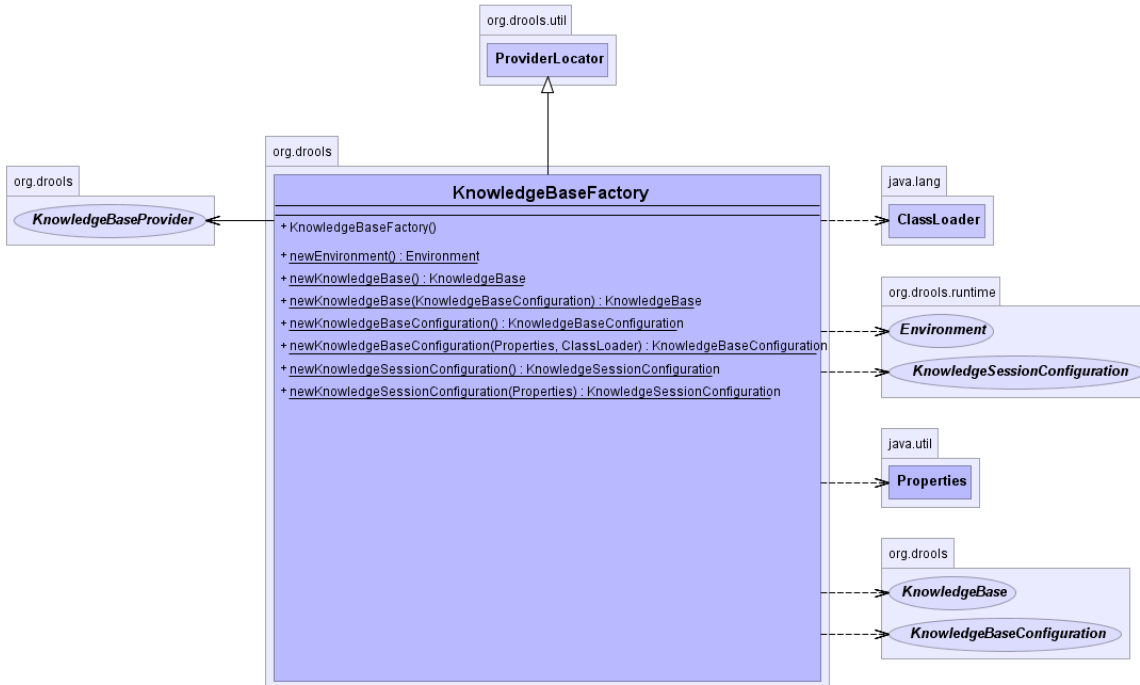 org.drools.util
ProviderLocator
org.drools
KnowledgeBaseProvider
org.drools
KnowledgeBaseFactory
+ KnowledgeBaseFactory()
+ newEnvironment() : Environment
+ newKnowledgeBase() : KnowledgeBase
+ newKnowledgeBase(KnowledgeBaseConfiguration) : KnowledgeBase
+ newKnowledgeBaseConfiguration() : KnowledgeBaseConfiguration
+ newKnowledgeBaseConfiguration(Properties, ClassLoader) : KnowledgeBaseConfiguration
+ newKnowledgeSessionConfiguration() : KnowledgeSessionConfiguration
+ newKnowledgeSessionConfiguration(Properties) : KnowledgeSessionConfiguration
java.lang
ClassLoader
org.drools.runtime
Environment
KnowledgeSessionConfiguration
java.util
Properties
org.drools
KnowledgeBase
KnowledgeBaseConfiguration